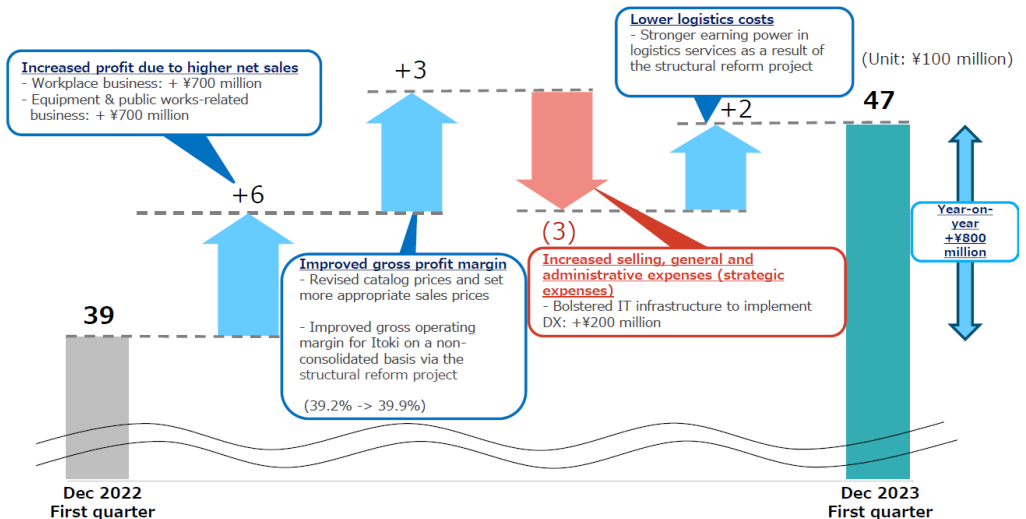 Increased profit due to higher net sales
- Workplace business: + ¥700 million
- Equipment & public works-related
business: + ¥700 million
+3
Lower logistics costs
- Stronger earning power in
logistics services as a result of
the structural reform project
(Unit: ¥100 million)
47
+2
+6
(3)
Year-on-
year
+¥800
million
Improved gross profit margin
- Revised catalog prices and set
more appropriate sales prices
- Improved gross operating
margin for Itoki on a non-
consolidated basis via the
structural reform project
(39.2% -> 39.9%)
Increased selling, general and
administrative expenses (strategic
expenses)
- Bolstered IT infrastructure to implement
DX: +¥200 million
39
Dec 2022
First quarter
Dec 2023
First quarter